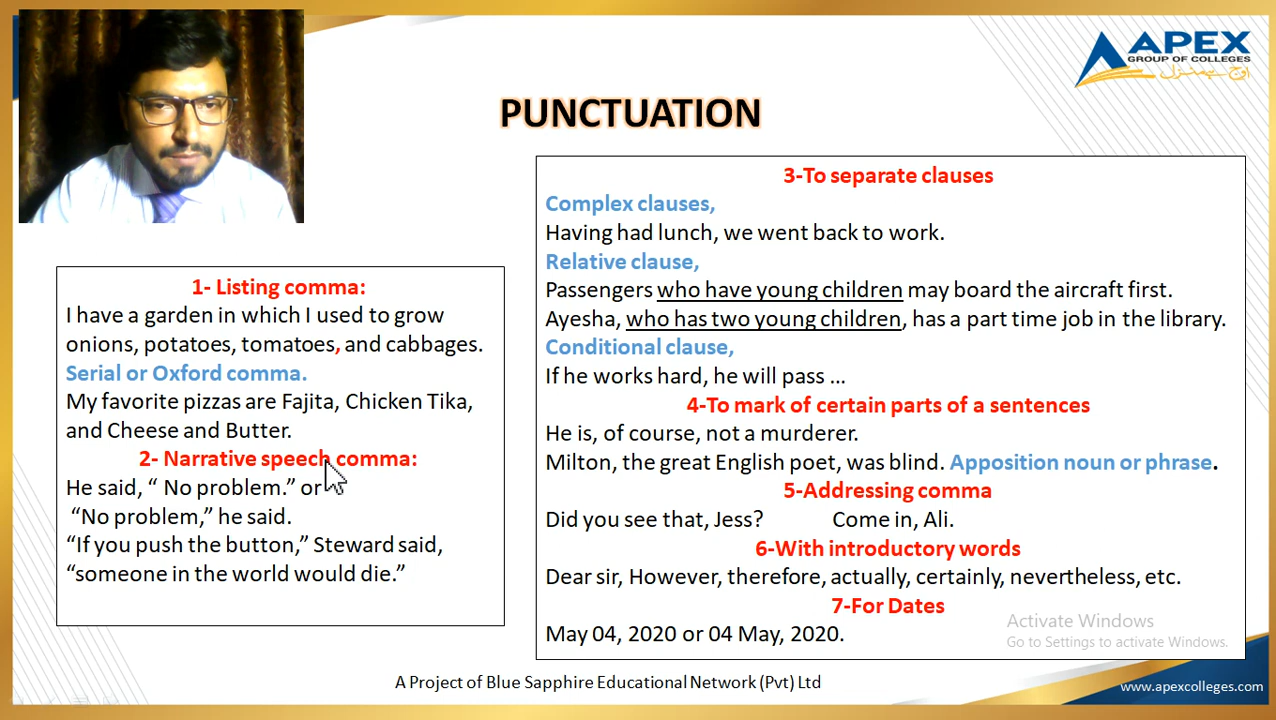 APEX
GROUP OF COLLEGES
اوج ہے منزل
PUNCTUATION
1- Listing comma:
I have a garden in which I used to grow
onions, potatoes, tomatoes, and cabbages.
Serial or Oxford comma.
My favorite pizzas are Fajita, Chicken Tika,
and Cheese and Butter.
2- Narrative speech comma:
He said, “ No problem.” or
“No problem,” he said.
“If you push the button,” Steward said,
“someone in the world would die.”
3-To separate clauses
Complex clauses,
Having had lunch, we went back to work.
Relative clause,
Passengers who have young children may board the aircraft first.
Ayesha, who has two young children, has a part time job in the library.
Conditional clause,
If he works hard, he will pass …
4-To mark of certain parts of a sentences
He is, of course, not a murderer.
Milton, the great English poet, was blind. Apposition noun or phrase.
5-Addressing comma
Did you see that, Jess? Come in, Ali.
6-With introductory words
Dear sir, However, therefore, actually, certainly, nevertheless, etc.
7-For Dates
May 04, 2020 or 04 May, 2020.
Activate Windows
Go to Settings to activate Windows.
A Project of Blue Sapphire Educational Network (Pvt) Ltd
www.apexcolleges.com